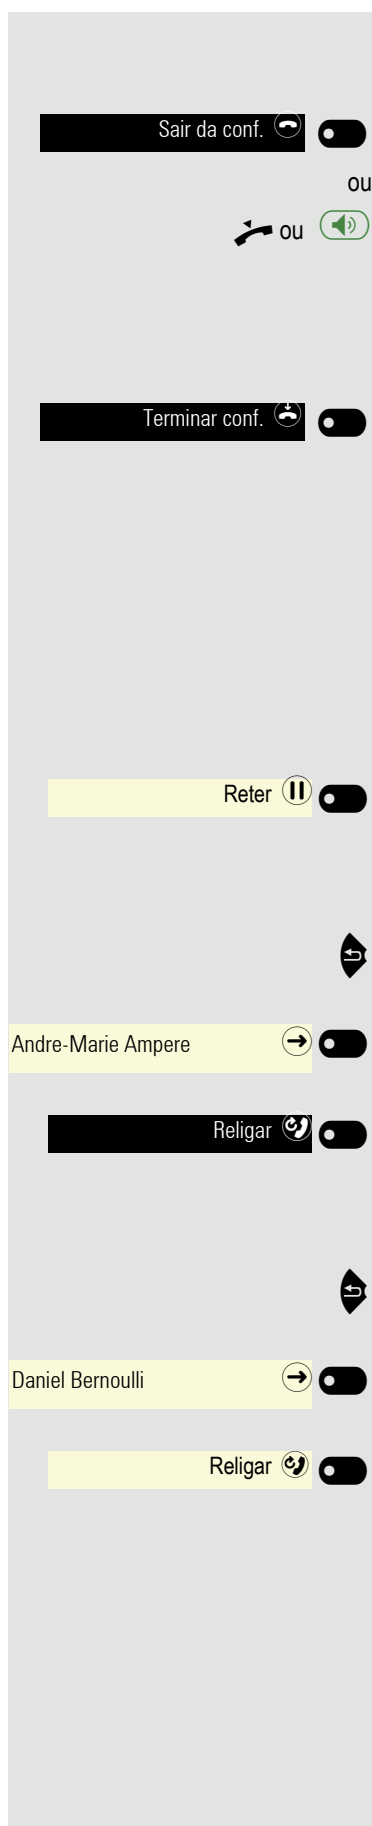 Sair da conf.
ou
ou
Terminar conf.
Reter
Andre-Marie Ampere
Religar
Daniel Bernoulli
Religar